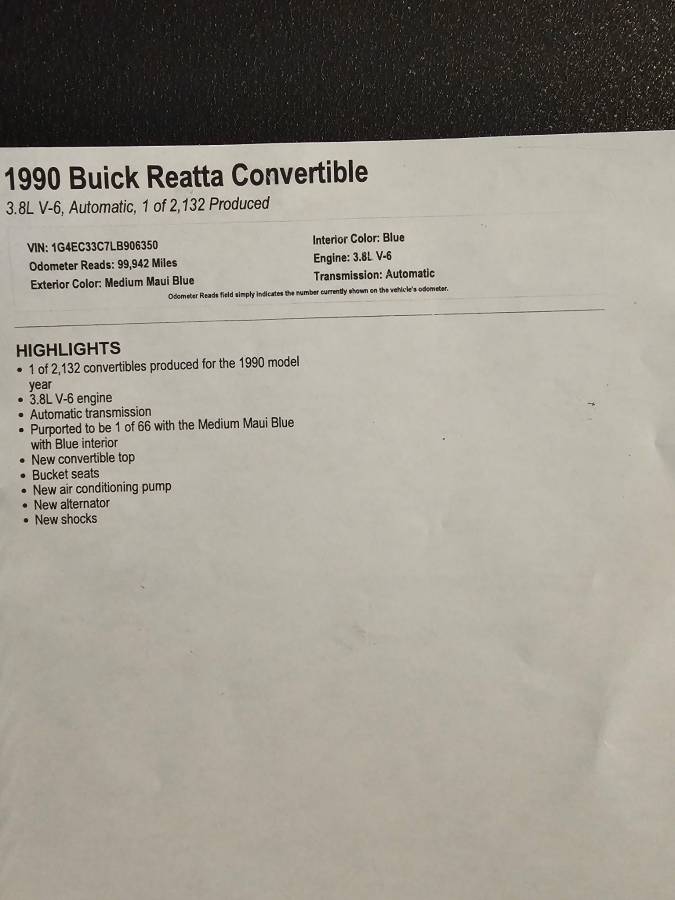 1990 Buick Reatta Convertible
3.8L V-6, Automatic, 1 of 2,132 Produced
VIN: 1G4EC33C7LB906350
Odometer Reads: 99,942 Miles
Exterior Color: Medium Maui Blue
Interior Color: Blue
Engine: 3.8L V-6
Transmission: Automatic
Odometer Reads field simply indicates the number currently shown on the vehicle's odometer.
HIGHLIGHTS
• 1 of 2,132 convertibles produced for the 1990 model
year
• 3.8L V-6 engine
• Automatic transmission
• Purported to be 1 of 66 with the Medium Maui Blue
with Blue interior
• New convertible top
• Bucket seats
• New air conditioning pump
• New alternator
• New shocks